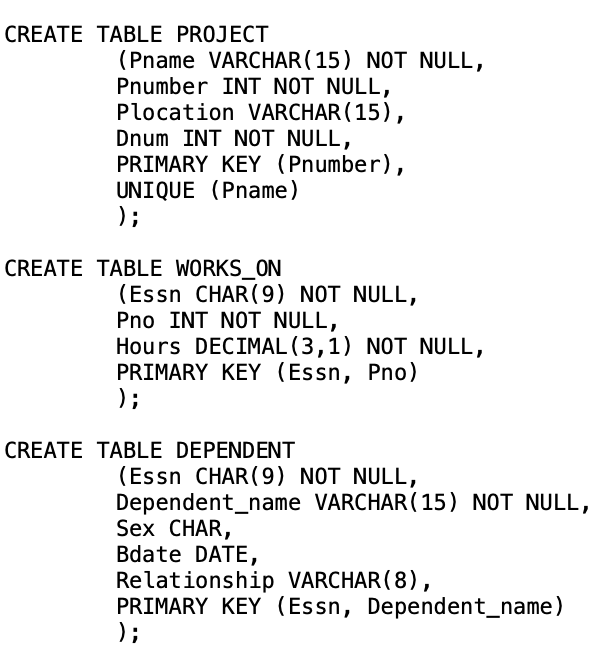 CREATE TABLE PROJECT
(Pname VARCHAR(15) NOT NULL,
Pnumber INT NOT NULL,
Plocation VARCHAR(15),
Dnum INT NOT NULL,
PRIMARY KEY (Pnumber),
UNIQUE (Pname)
);
CREATE TABLE WORKS_ON
(Essn CHAR(9) NOT NULL,
Pno INT NOT NULL,
Hours DECIMAL(3,1) NOT NULL,
PRIMARY KEY (Essn, Pno)
);
CREATE TABLE DEPENDENT
(Essn CHAR(9) NOT NULL,
Dependent_name VARCHAR(15) NOT NULL,
Sex CHAR,
Bdate DATE,
Relationship VARCHAR(8),
PRIMARY KEY (Essn, Dependent_name)
);